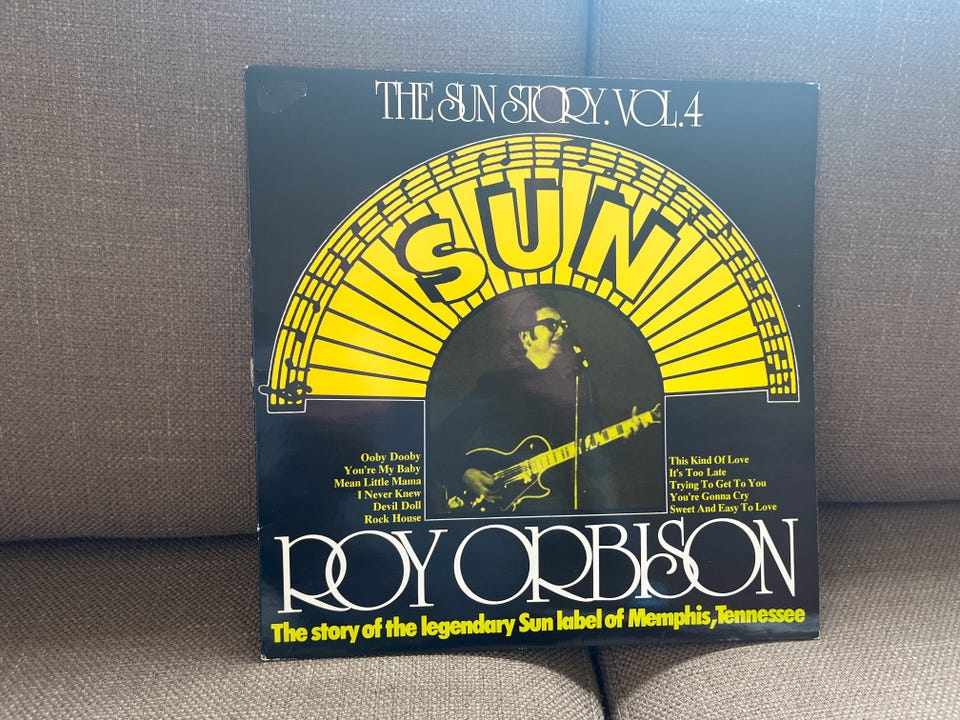 THE SUN STORY. VOL.4
SUN
Ooby Dooby
You're My Baby
Mean Little Mama
I Never Knew
Devil Doll
Rock House
This Kind Of Love
It's Too Late
Trying To Get To You
You're Gonna Cry
Sweet And Easy To Love
ROY ORBISON
The story of the legendary Sun label of Memphis,Tennessee